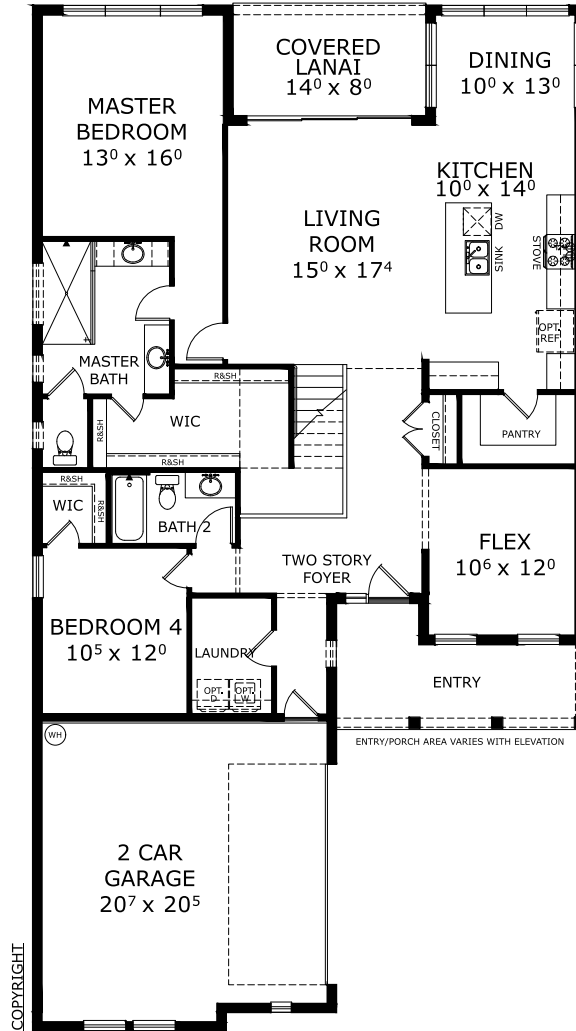 COVERED
LANAI
14⁰ x 8⁰
DINING
10⁰ x 13⁰
MASTER
BEDROOM
13⁰ x 16⁰
KITCHEN
10⁰ x 14⁰
LIVING
ROOM
15⁰ x 17⁴
DW
SINK
STOVE
OPT.
REF
MASTER
BATH
R&SH
WIC
R&SH
R&SH
CLOSET
PANTRY
R&SH
WIC
R&SH
BATH 2
FLEX
10⁶ x 12⁰
TWO STORY
FOYER
BEDROOM 4
10⁵ x 12⁰
LAUNDRY
OPT.
D
OPT.
W
ENTRY
WH
ENTRY/PORCH AREA VARIES WITH ELEVATION
2 CAR
GARAGE
20⁷ x 20⁵
COPYRIGHT